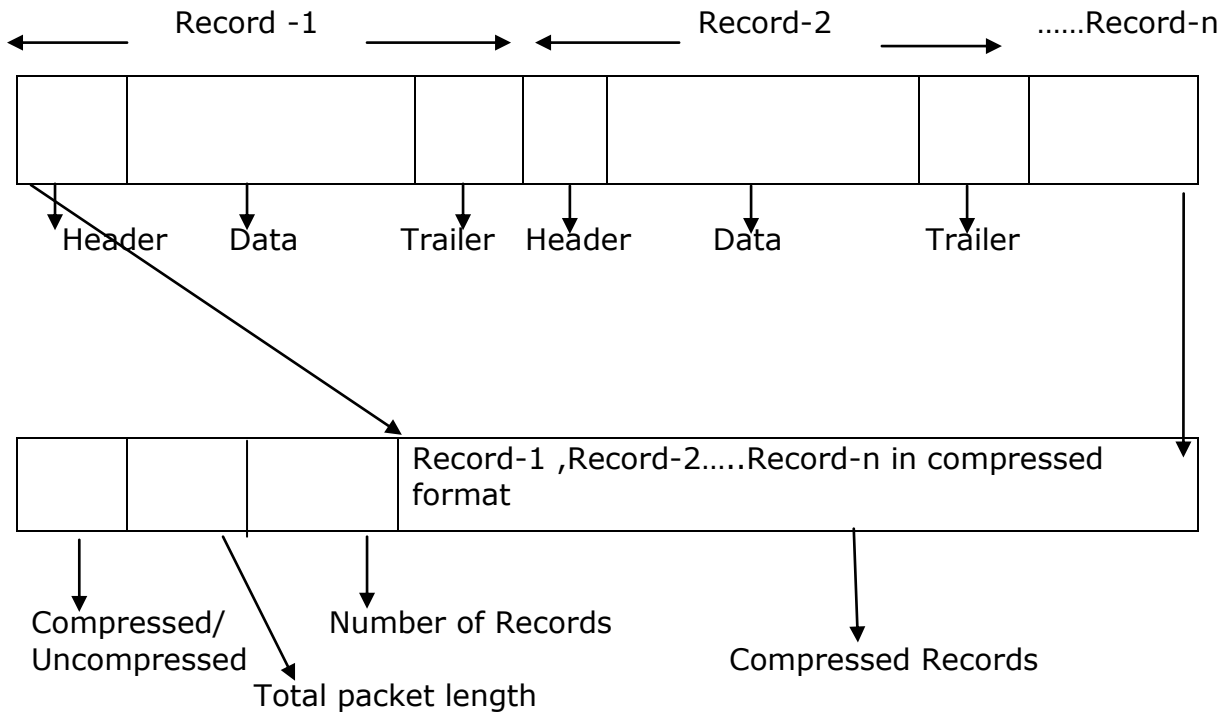 Record -1
Record-2
......Record-n
Header
Data
Trailer
Header
Data
Trailer
Record-1 ,Record-2.....Record-n in compressed
format
Compressed/
Uncompressed
Number of Records
Compressed Records
Total packet length